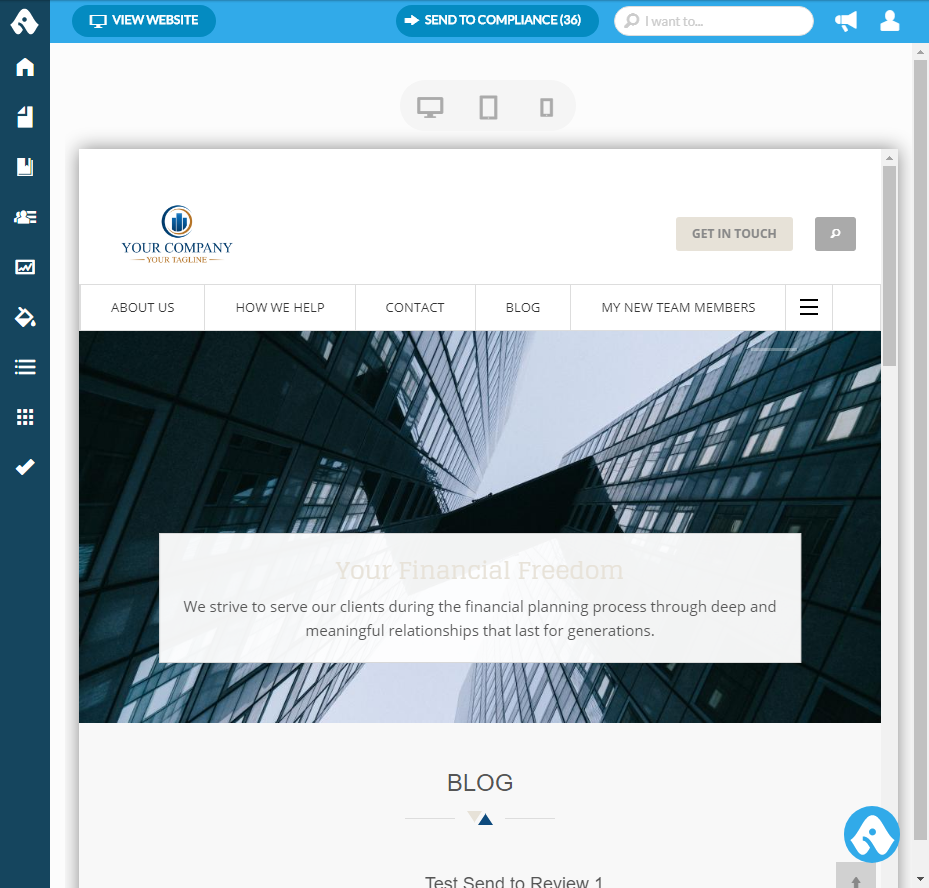 VIEW WEBSITE
SEND TO COMPLIANCE (36)
I want to...
YOUR COMPANY
YOUR TAGLINE
GET IN TOUCH
ABOUT US
HOW WE HELP
CONTACT
BLOG
MY NEW TEAM MEMBERS
Your Financial Freedom
We strive to serve our clients during the financial planning process through deep and
meaningful relationships that last for generations.
BLOG
Test Send to Review 1